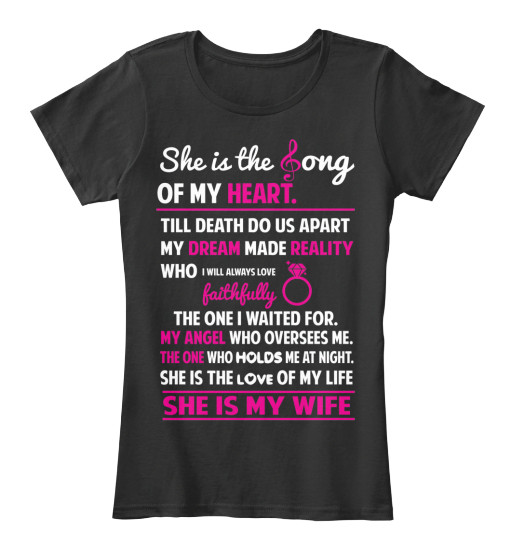 She is the Song
OF MY HEART.
TILL DEATH DO US APART
MY DREAM MADE REALITY
WHO I WILL ALWAYS LOVE
faithfully
THE ONE I WAITED FOR.
MY ANGEL WHO OVERSEES ME.
THE ONE WHO HOLDS ME AT NIGHT.
SHE IS THE LOVE OF MY LIFE
SHE IS MY WIFE